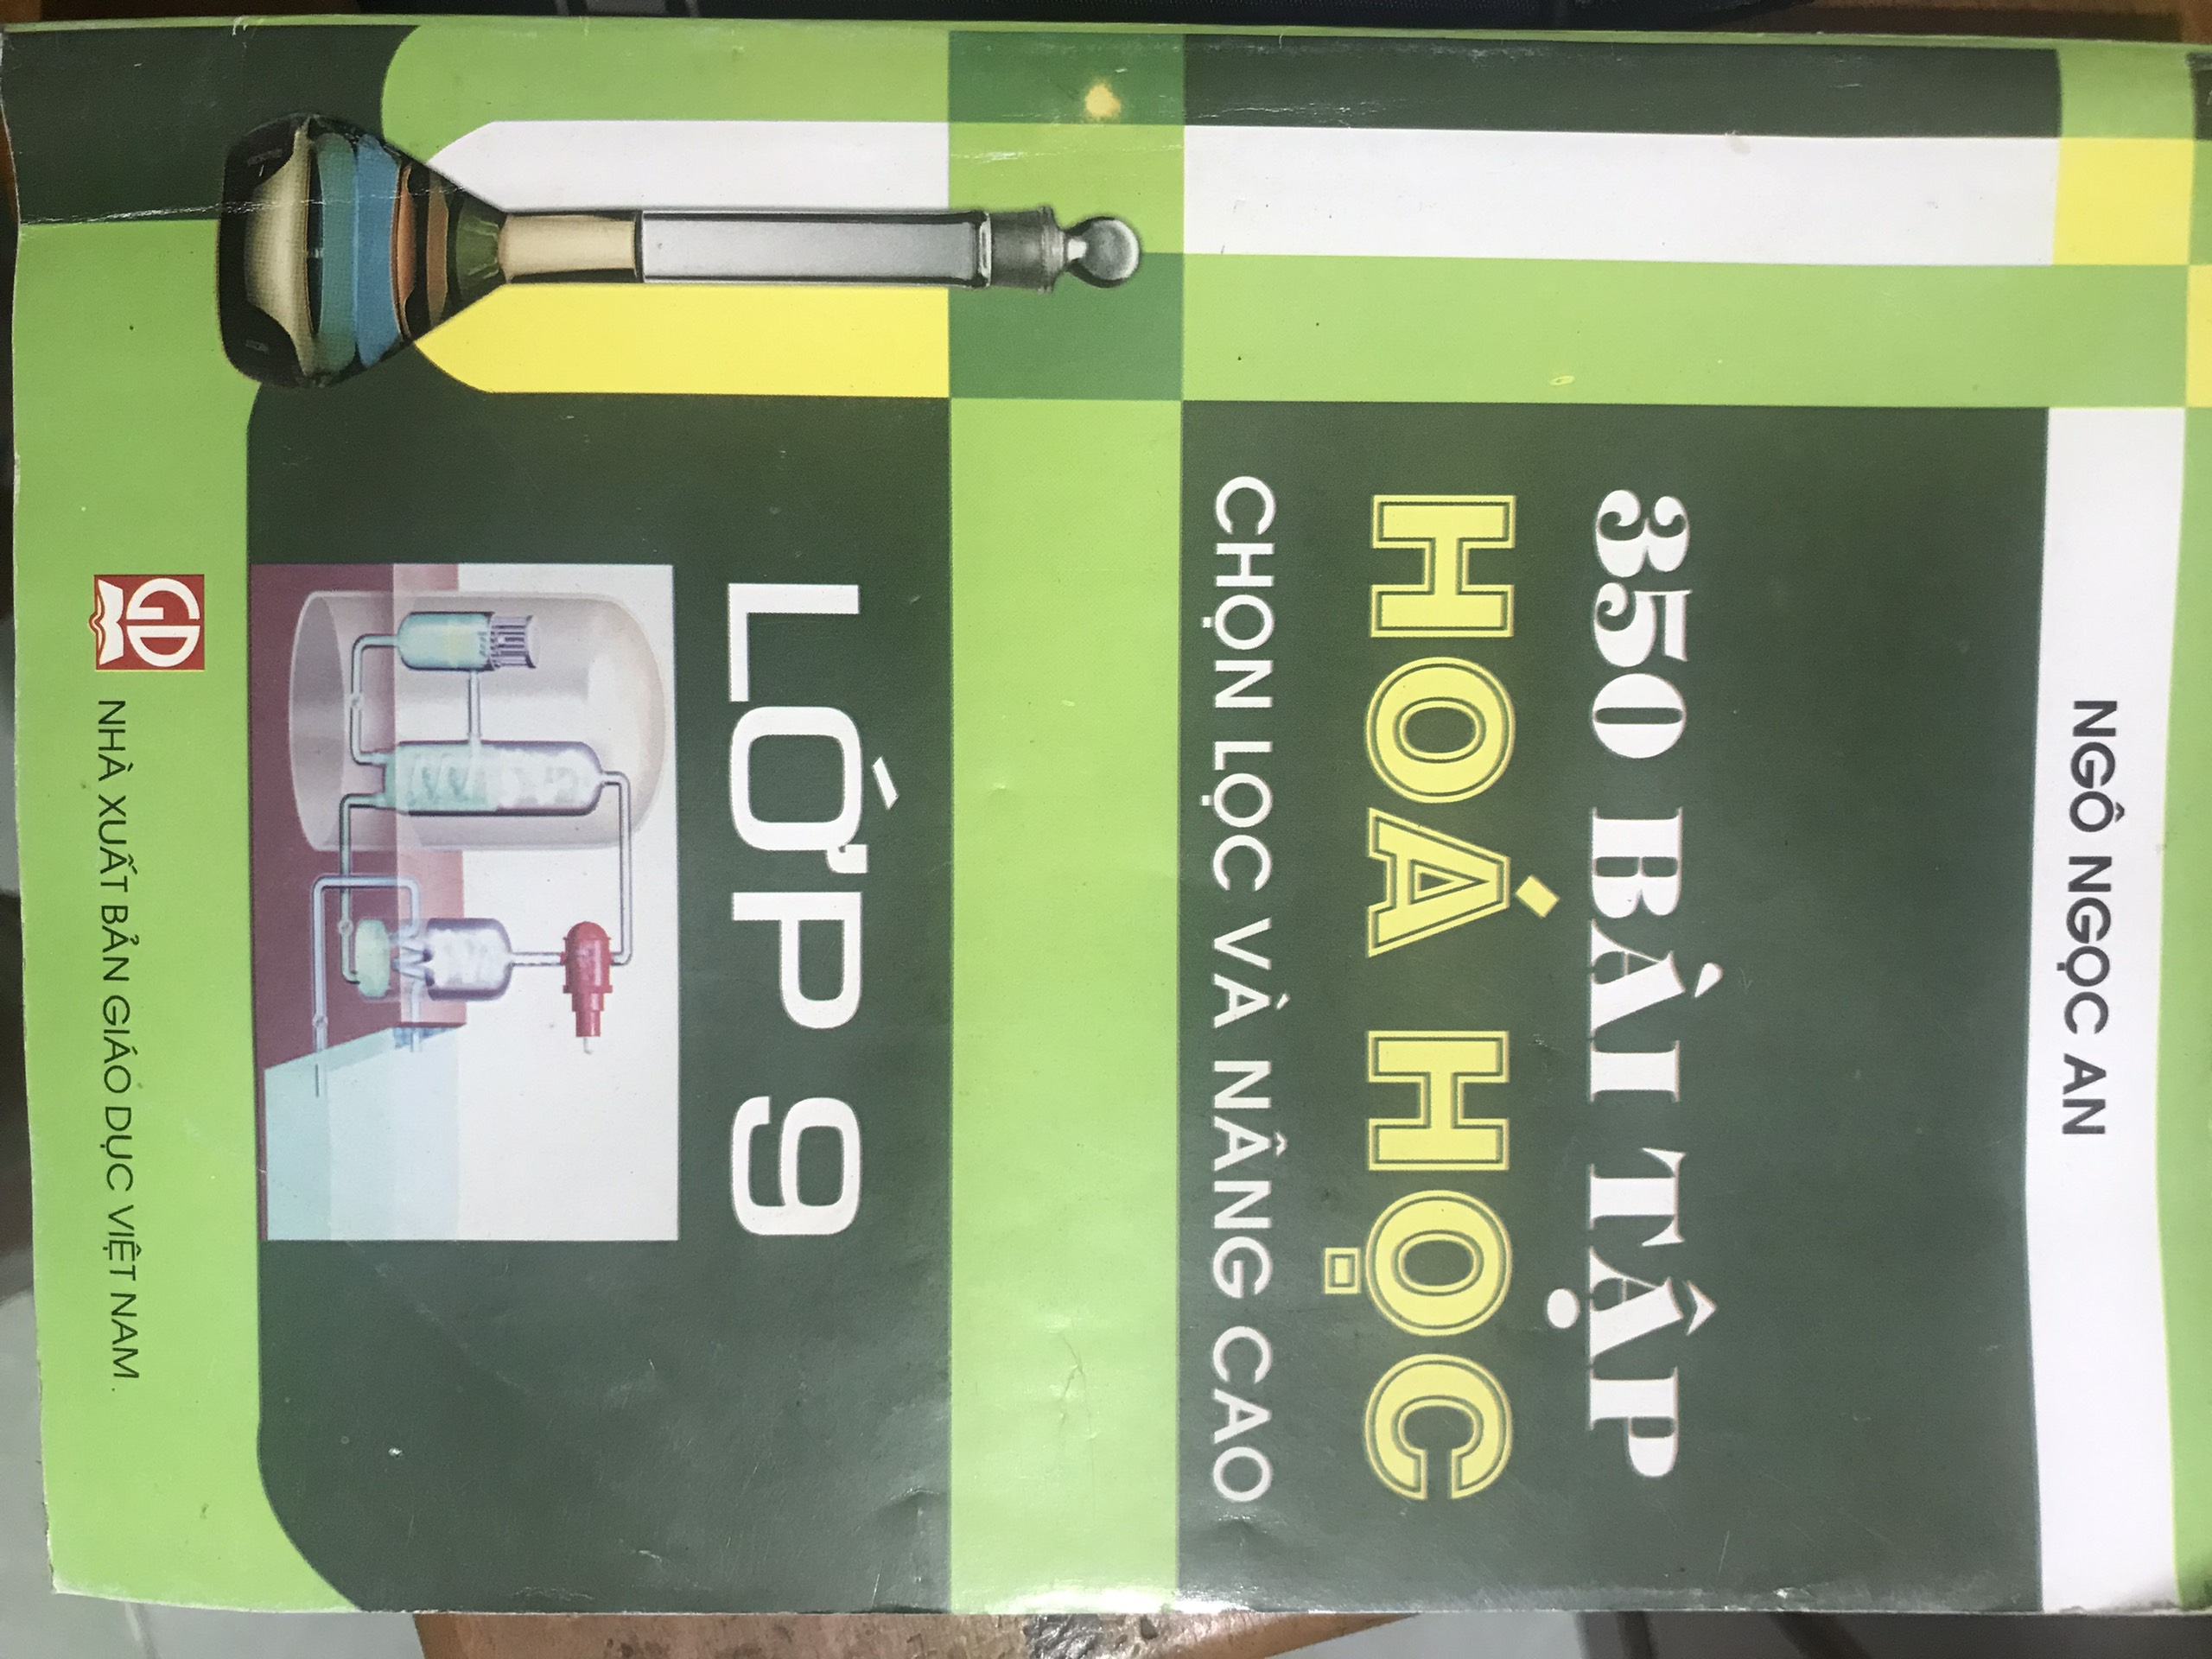 NGÔ NGỌC AN
350 BÀI TẬP
HOÁ HỌC
CHỌN LỌC VÀ NÂNG CAO
LỚP 9
GD
NHÀ XUẤT BẢN GIÁO DỤC VIỆT NAM